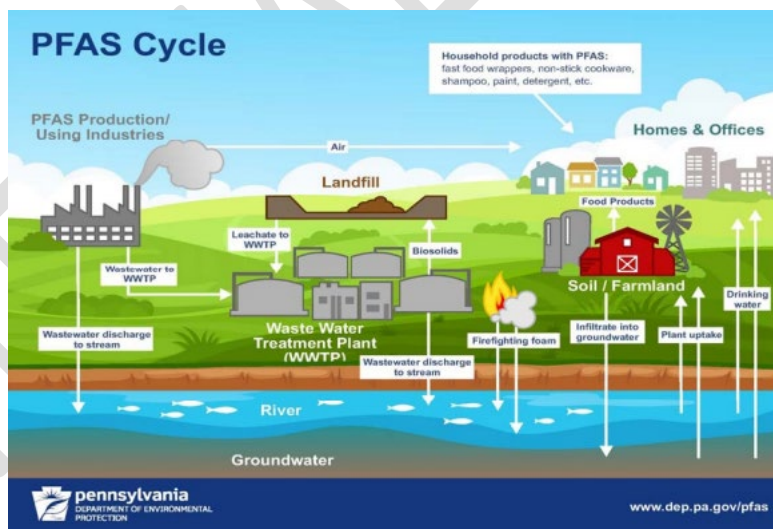 PFAS Cycle
Household products with PFAS:
fast food wrappers, non-stick cookware,
shampoo, paint, detergent, etc.
PFAS Production/
Using Industries
Homes & Offices
Air
Landfill
Food Products
Leachate to
WWTP
Biosolids
Wastewater to
WWTP
Soil / Farmland
Drinking
water
Waste Water
Treatment Plant
(WWTP)
Wastewater discharge
to stream
Firefighting foam
Infiltrate into
groundwater
Plant uptake
Wastewater discharge
to stream
River
Groundwater
pennsylvania
DEPARTMENT OF ENVIRONMENTAL
PROTECTION
www.dep.pa.gov/pfas